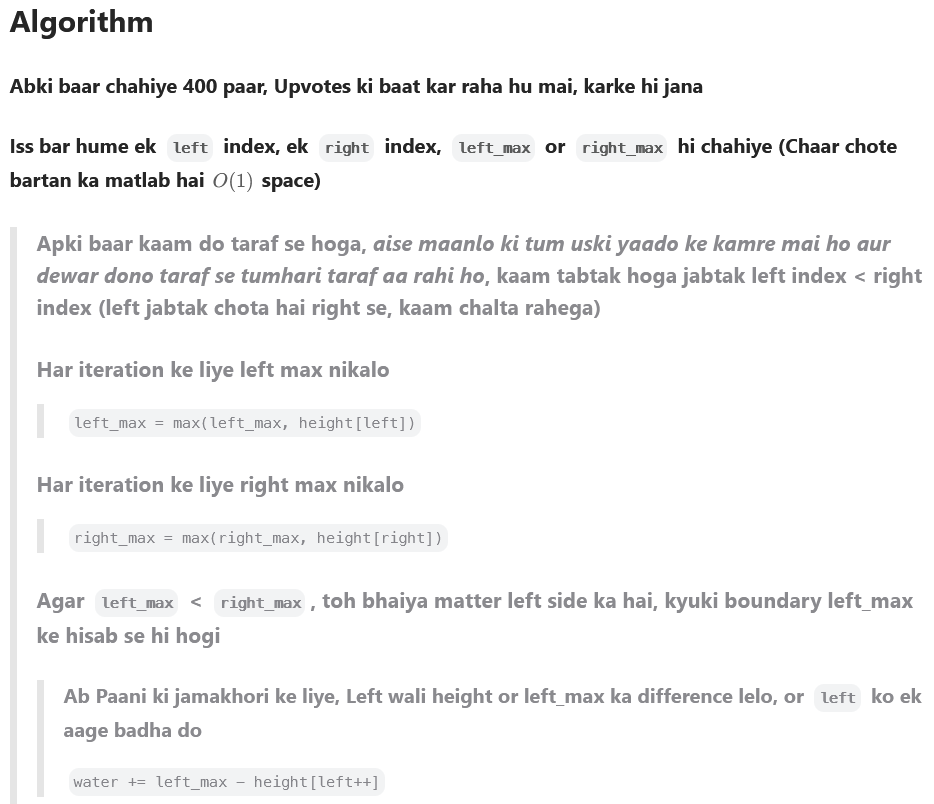 Algorithm
Abki baar chahiye 400 paar, Upvotes ki baat kar raha hu mai, karke hi jana
Iss bar hume ek left index, ek right index, left_max or right_max hi chahiye (Chaar chote
bartan ka matlab hai O(1) space)
Apki baar kaam do taraf se hoga, aise maanlo ki tum uski yaado ke kamre mai ho aur
dewar dono taraf se tumhari taraf aa rahi ho, kaam tabtak hoga jabtak left index < right
index (left jabtak chota hai right se, kaam chalta rahega)
Har iteration ke liye left max nikalo
left_max = max(left_max, height[left])
Har iteration ke liye right max nikalo
right_max = max(right_max, height[right])
Agar left_max < right_max, toh bhaiya matter left side ka hai, kyuki boundary left_max
ke hisab se hi hogi
Ab Paani ki jamakhori ke liye, Left wali height or left_max ka difference lelo, or left ko ek
aage badha do
water += left_max − height[left++]